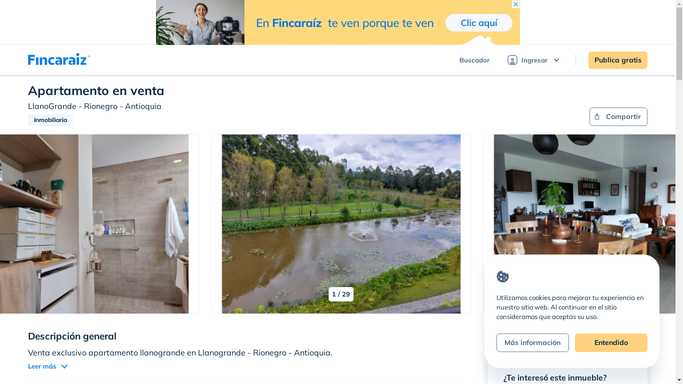 En Fincaraíz te ven porque te ven
Clic aquí
Fincaraíz
Buscador
Ingresar
Publica gratis
Apartamento en venta
LlanoGrande - Rionegro - Antioquia
Inmobiliaria
Compartir
1 / 29
Utilizamos cookies para mejorar tu experiencia en
nuestro sitio web. Al continuar en el sitio
consideramos que aceptas su uso.
Más información
Entendido
Descripción general
Venta exclusivo apartamento llanogrande en Llanogrande - Rionegro - Antioquia.
Leer más
¿Te interesó este inmueble?